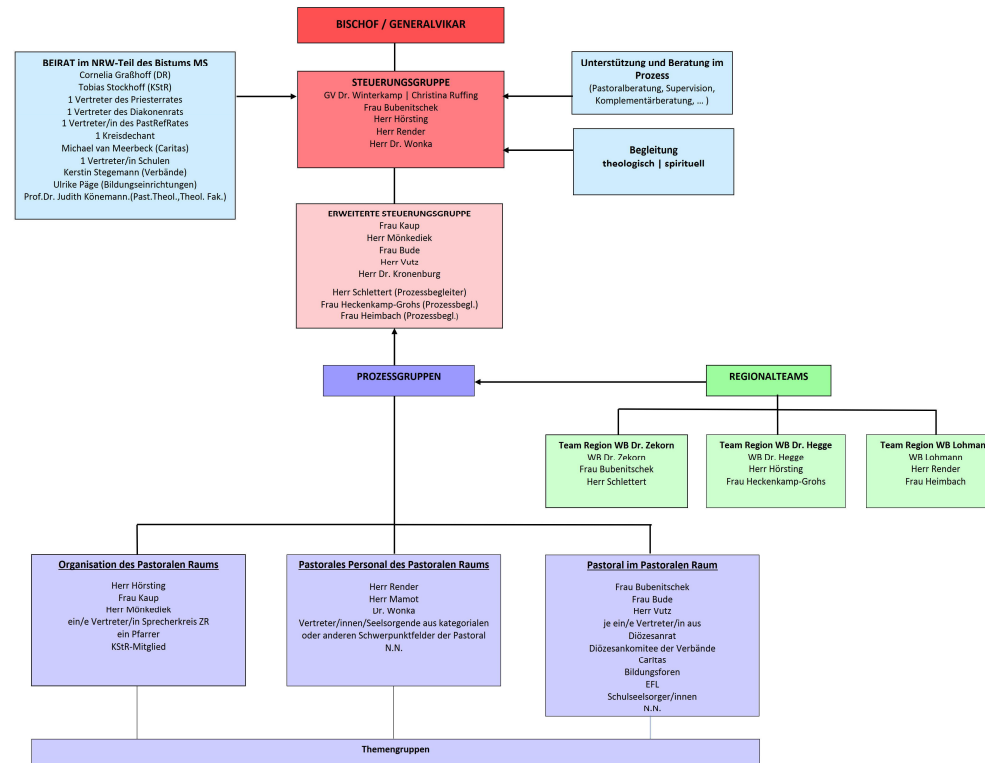 BISCHOF / GENERALVIKAR
BEIRAT im NRW-Teil des Bistums MS
Cornelia Graßhoff (DR)
Tobias Stockhoff (KStR)
1 Vertreter des Priesterrates
1 Vertreter des Diakonenrats
1 Vertreter/in des PastRefRates
1 Kreisdechant
Michael van Meerbeck (Caritas)
1 Vertreter/in Schulen
Kerstin Stegemann (Verbände)
Ulrike Päge (Bildungseinrichtungen)
Prof.Dr. Judith Könemann.(Past.Theol.,Theol. Fak.)
STEUERUNGSGRUPPE
GV Dr. Winterkamp | Christina Ruffing
Frau Bubenitschek
Herr Hörsting
Herr Render
Herr Dr. Wonka
Unterstützung und Beratung im
Prozess
(Pastoralberatung, Supervision,
Komplementärberatung, ... )
Begleitung
theologisch | spirituell
ERWEITERTE STEUERUNGSGRUPPE
Frau Kaup
Herr Mönkediek
Frau Bude
Herr Vutz
Herr Dr. Kronenburg
Herr Schlettert (Prozessbegleiter)
Frau Heckenkamp-Grohs (Prozessbegl.)
Frau Heimbach (Prozessbegl.)
PROZESSGRUPPEN
REGIONALTEAMS
Team Region WB Dr. Zekorn
WB Dr. Zekorn
Frau Bubenitschek
Herr Schlettert
Team Region WB Dr. Hegge
WB Dr. Hegge
Herr Hörsting
Frau Heckenkamp-Grohs
Team Region WB Lohmann
WB Lohmann
Herr Render
Frau Heimbach
Organisation des Pastoralen Raums
Herr Hörsting
Frau Kaup
Herr Mönkediek
ein/e Vertreter/in Sprecherkreis ZR
ein Pfarrer
KStR-Mitglied
Pastorales Personal des Pastoralen Raums
Herr Render
Herr Mamot
Dr. Wonka
Vertreter/innen/Seelsorgende aus kategorialen
oder anderen Schwerpunktfelder der Pastoral
N.N.
Pastoral im Pastoralen Raum
Frau Bubenitschek
Frau Bude
Herr Vutz
je ein/e Vertreter/in aus
Diözesanrat
Diözesankomitee der Verbände
Caritas
Bildungsforen
EFL
Schulseelsorger/innen
N.N.
Themengruppen